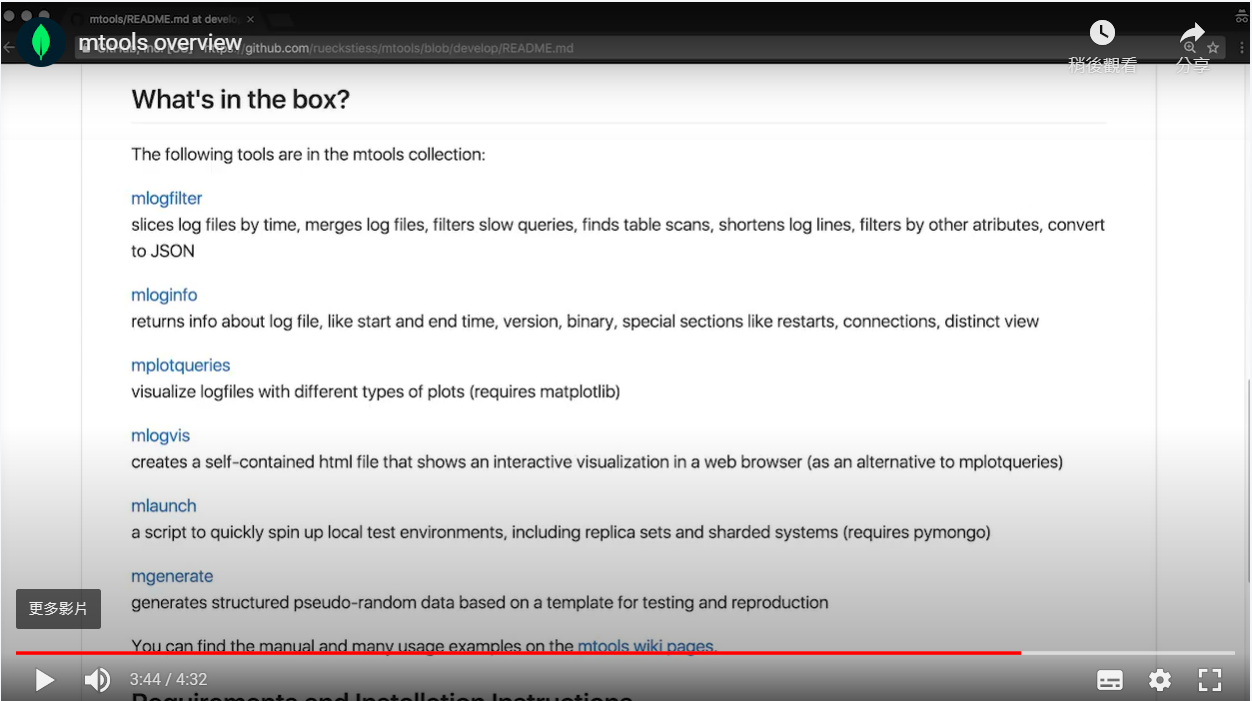 mtools/README.md at develo
mtools overview
https://github.com/rueckstiess/mtools/blob/develop/README.md
稍後觀看
分享
What's in the box?
The following tools are in the mtools collection:
mlogfilter
slices log files by time, merges log files, filters slow queries, finds table scans, shortens log lines, filters by other atributes, convert
to JSON
mloginfo
returns info about log file, like start and end time, version, binary, special sections like restarts, connections, distinct view
mplotqueries
visualize logfiles with different types of plots (requires matplotlib)
mlogvis
creates a self-contained html file that shows an interactive visualization in a web browser (as an alternative to mplotqueries)
mlaunch
a script to quickly spin up local test environments, including replica sets and sharded systems (requires pymongo)
mgenerate
generates structured pseudo-random data based on a template for testing and reproduction
更多影片
You can find the manual and many usage examples on the mtools wiki pages.
3:44 / 4:32
Requirements and Installation Instructions